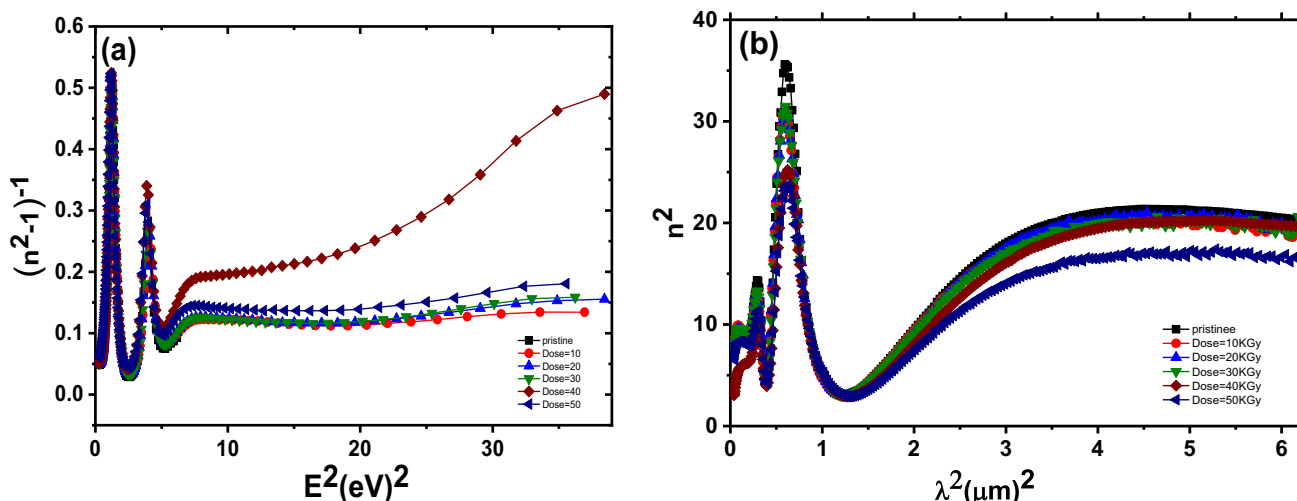 (a)
(n²-1)⁻¹
0.6
0.5
0.4
0.3
0.2
0.1
0.0
pristine
Dose=10
Dose=20
Dose=30
Dose=40
Dose=50
0 10 20 30
E²(eV)²
(b)
n²
40
30
20
10
0
pristinee
Dose=10KGy
Dose=20KGy
Dose=30KGy
Dose=40KGy
Dose=50KGy
0 1 2 3 4 5 6
λ²(μm)²